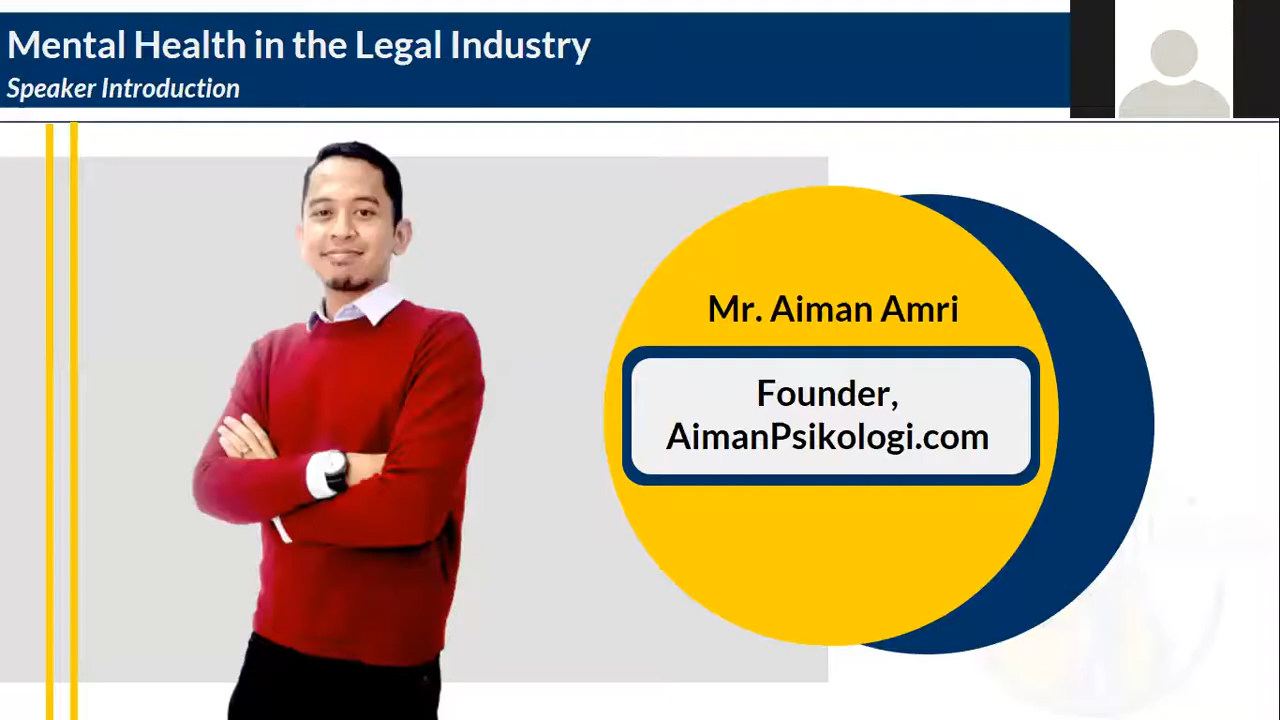 Mental Health in the Legal Industry
Speaker Introduction
Mr. Aiman Amri
Founder,
AimanPsikologi.com